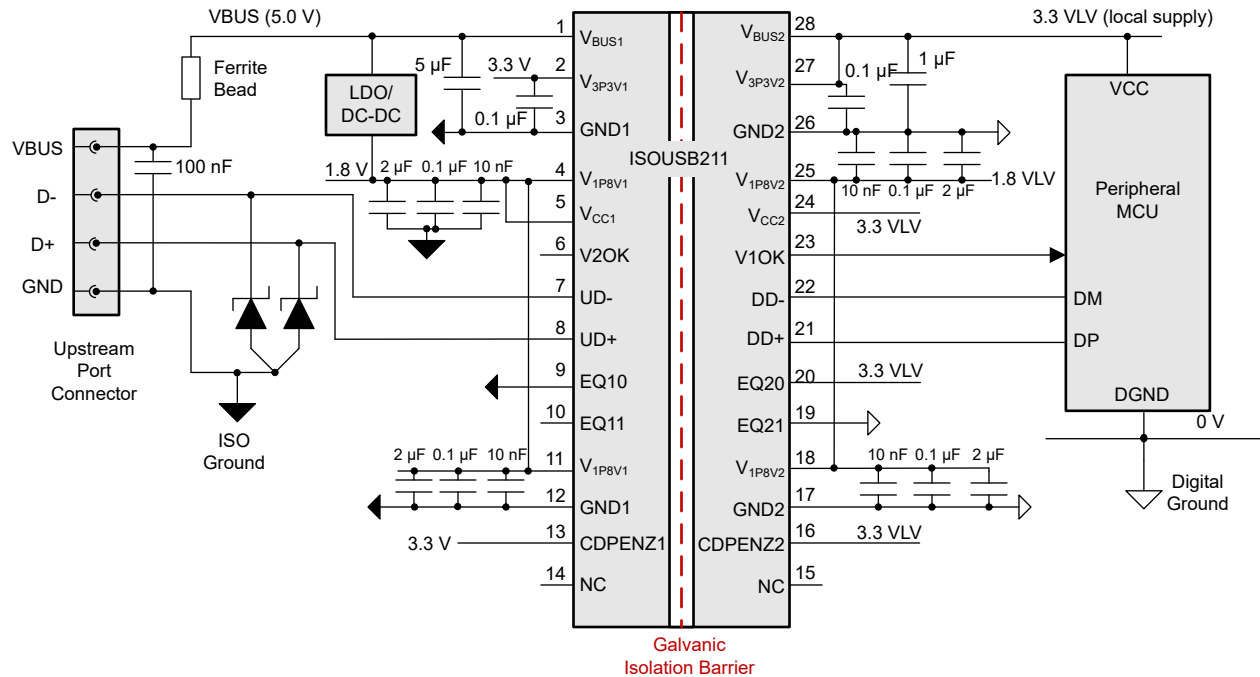 VBUS (5.0 V)
Ferrite
Bead
LDO/
DC-DC
5 µF
3.3 V
0.1 µF
VBUS
D-
D+
GND
100 nF
Upstream
Port
Connector
ISO
Ground
1.8 V
2 µF
0.1 µF
10 nF
2 µF
0.1 µF
10 nF
3.3 V
1
2
3
4
5
6
7
8
9
10
11
12
13
14
VBUS1
V3P3V1
GND1
V1P8V1
VCC1
V2OK
UD-
UD+
EQ10
EQ11
V1P8V1
GND1
CDPENZ1
NC
ISOUSB211
Galvanic
Isolation Barrier
VBUS2
V3P3V2
GND2
V1P8V2
VCC2
V1OK
DD-
DD+
EQ20
EQ21
V1P8V2
GND2
CDPENZ2
NC
28
27
26
25
24
23
22
21
20
19
18
17
16
15
3.3 VLV (local supply)
0.1 µF
1 µF
10 nF
0.1 µF
2 µF
1.8 VLV
3.3 VLV
3.3 VLV
10 nF
0.1 µF
2 µF
3.3 VLV
VCC
Peripheral
MCU
DM
DP
DGND
0 V
Digital
Ground